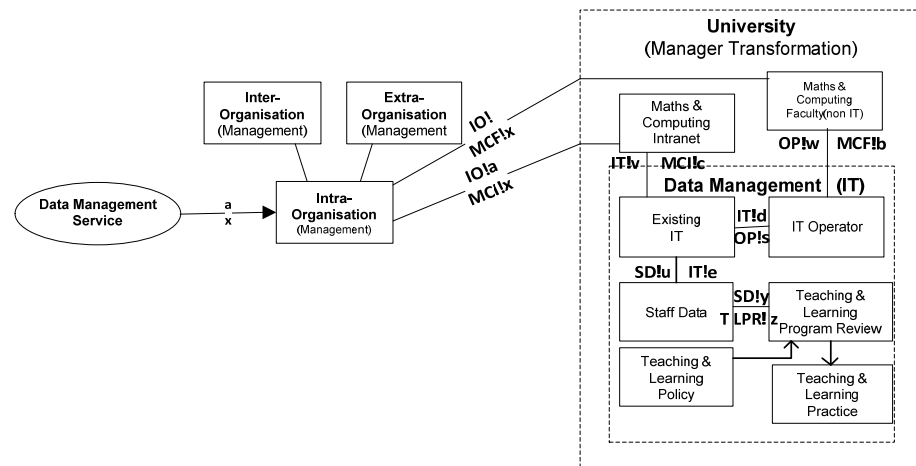 University
(Manager Transformation)
Inter-
Organisation
(Management)
Extra-
Organisation
(Management
IO!
MCF!x
Maths &
Computing
Intranet
Maths &
Computing
Faculty(non IT)
IT!v MCI!c
OP!w MCF!b
IO!a
MCI!x
Data Management (IT)
Data Management
Service
a
x
Intra-
Organisation
(Management)
Existing
IT
IT!d
OP!s
IT Operator
SD!u IT!e
Staff Data
SD!y
T LPR! z
Teaching &
Learning
Program Review
Teaching &
Learning
Policy
Teaching &
Learning
Practice